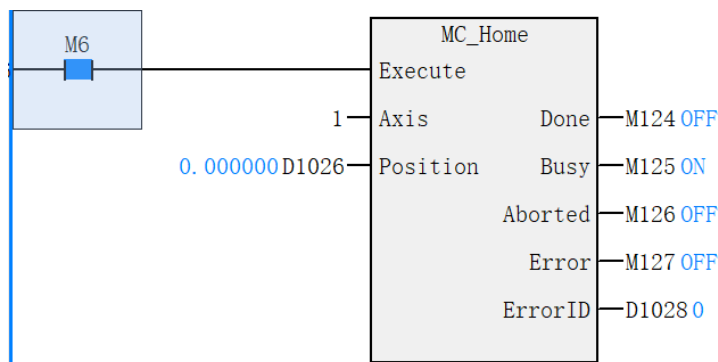 MC_Home
M6
Execute
1 Axis Done M124 OFF
0.000000 D1026 Position Busy M125 ON
Aborted M126 OFF
Error M127 OFF
ErrorID D1028 0